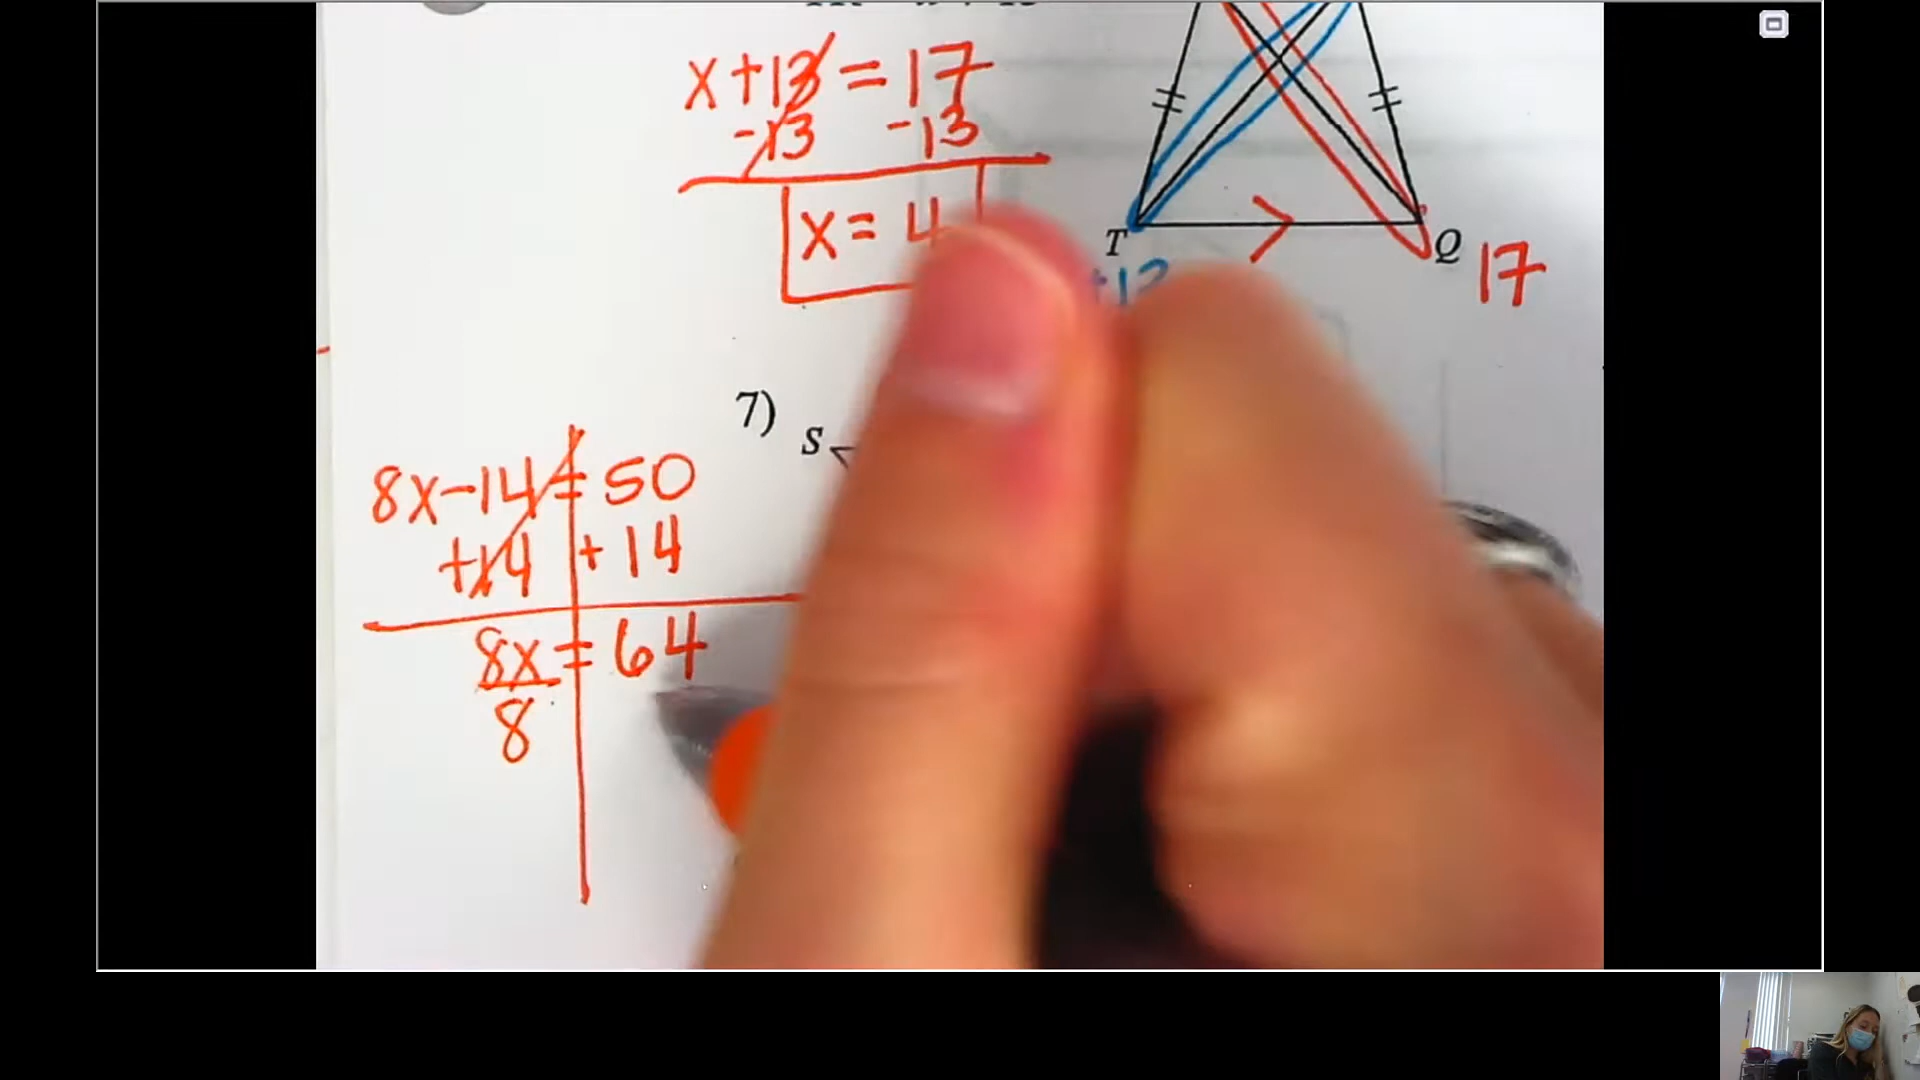 x+13=17
-13 -13
x=4
T
Q 17
7) S
8x-14=50
+14 +14
8x=64
8